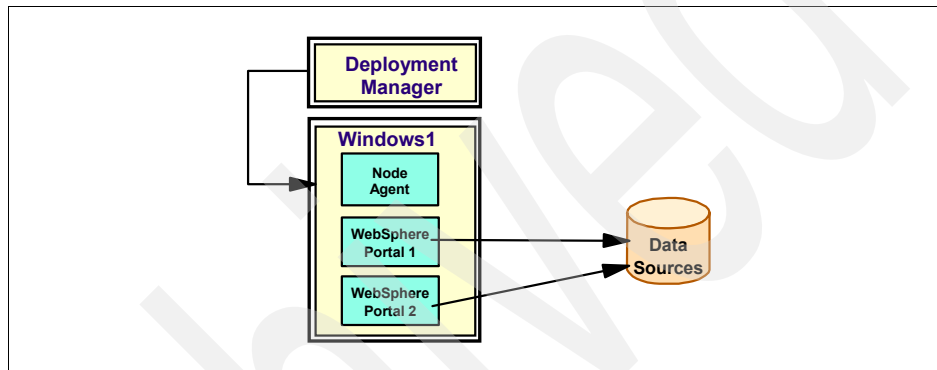 Deployment
Manager
Windows1
Node
Agent
WebSphere
Portal 1
WebSphere
Portal 2
Data
Sources